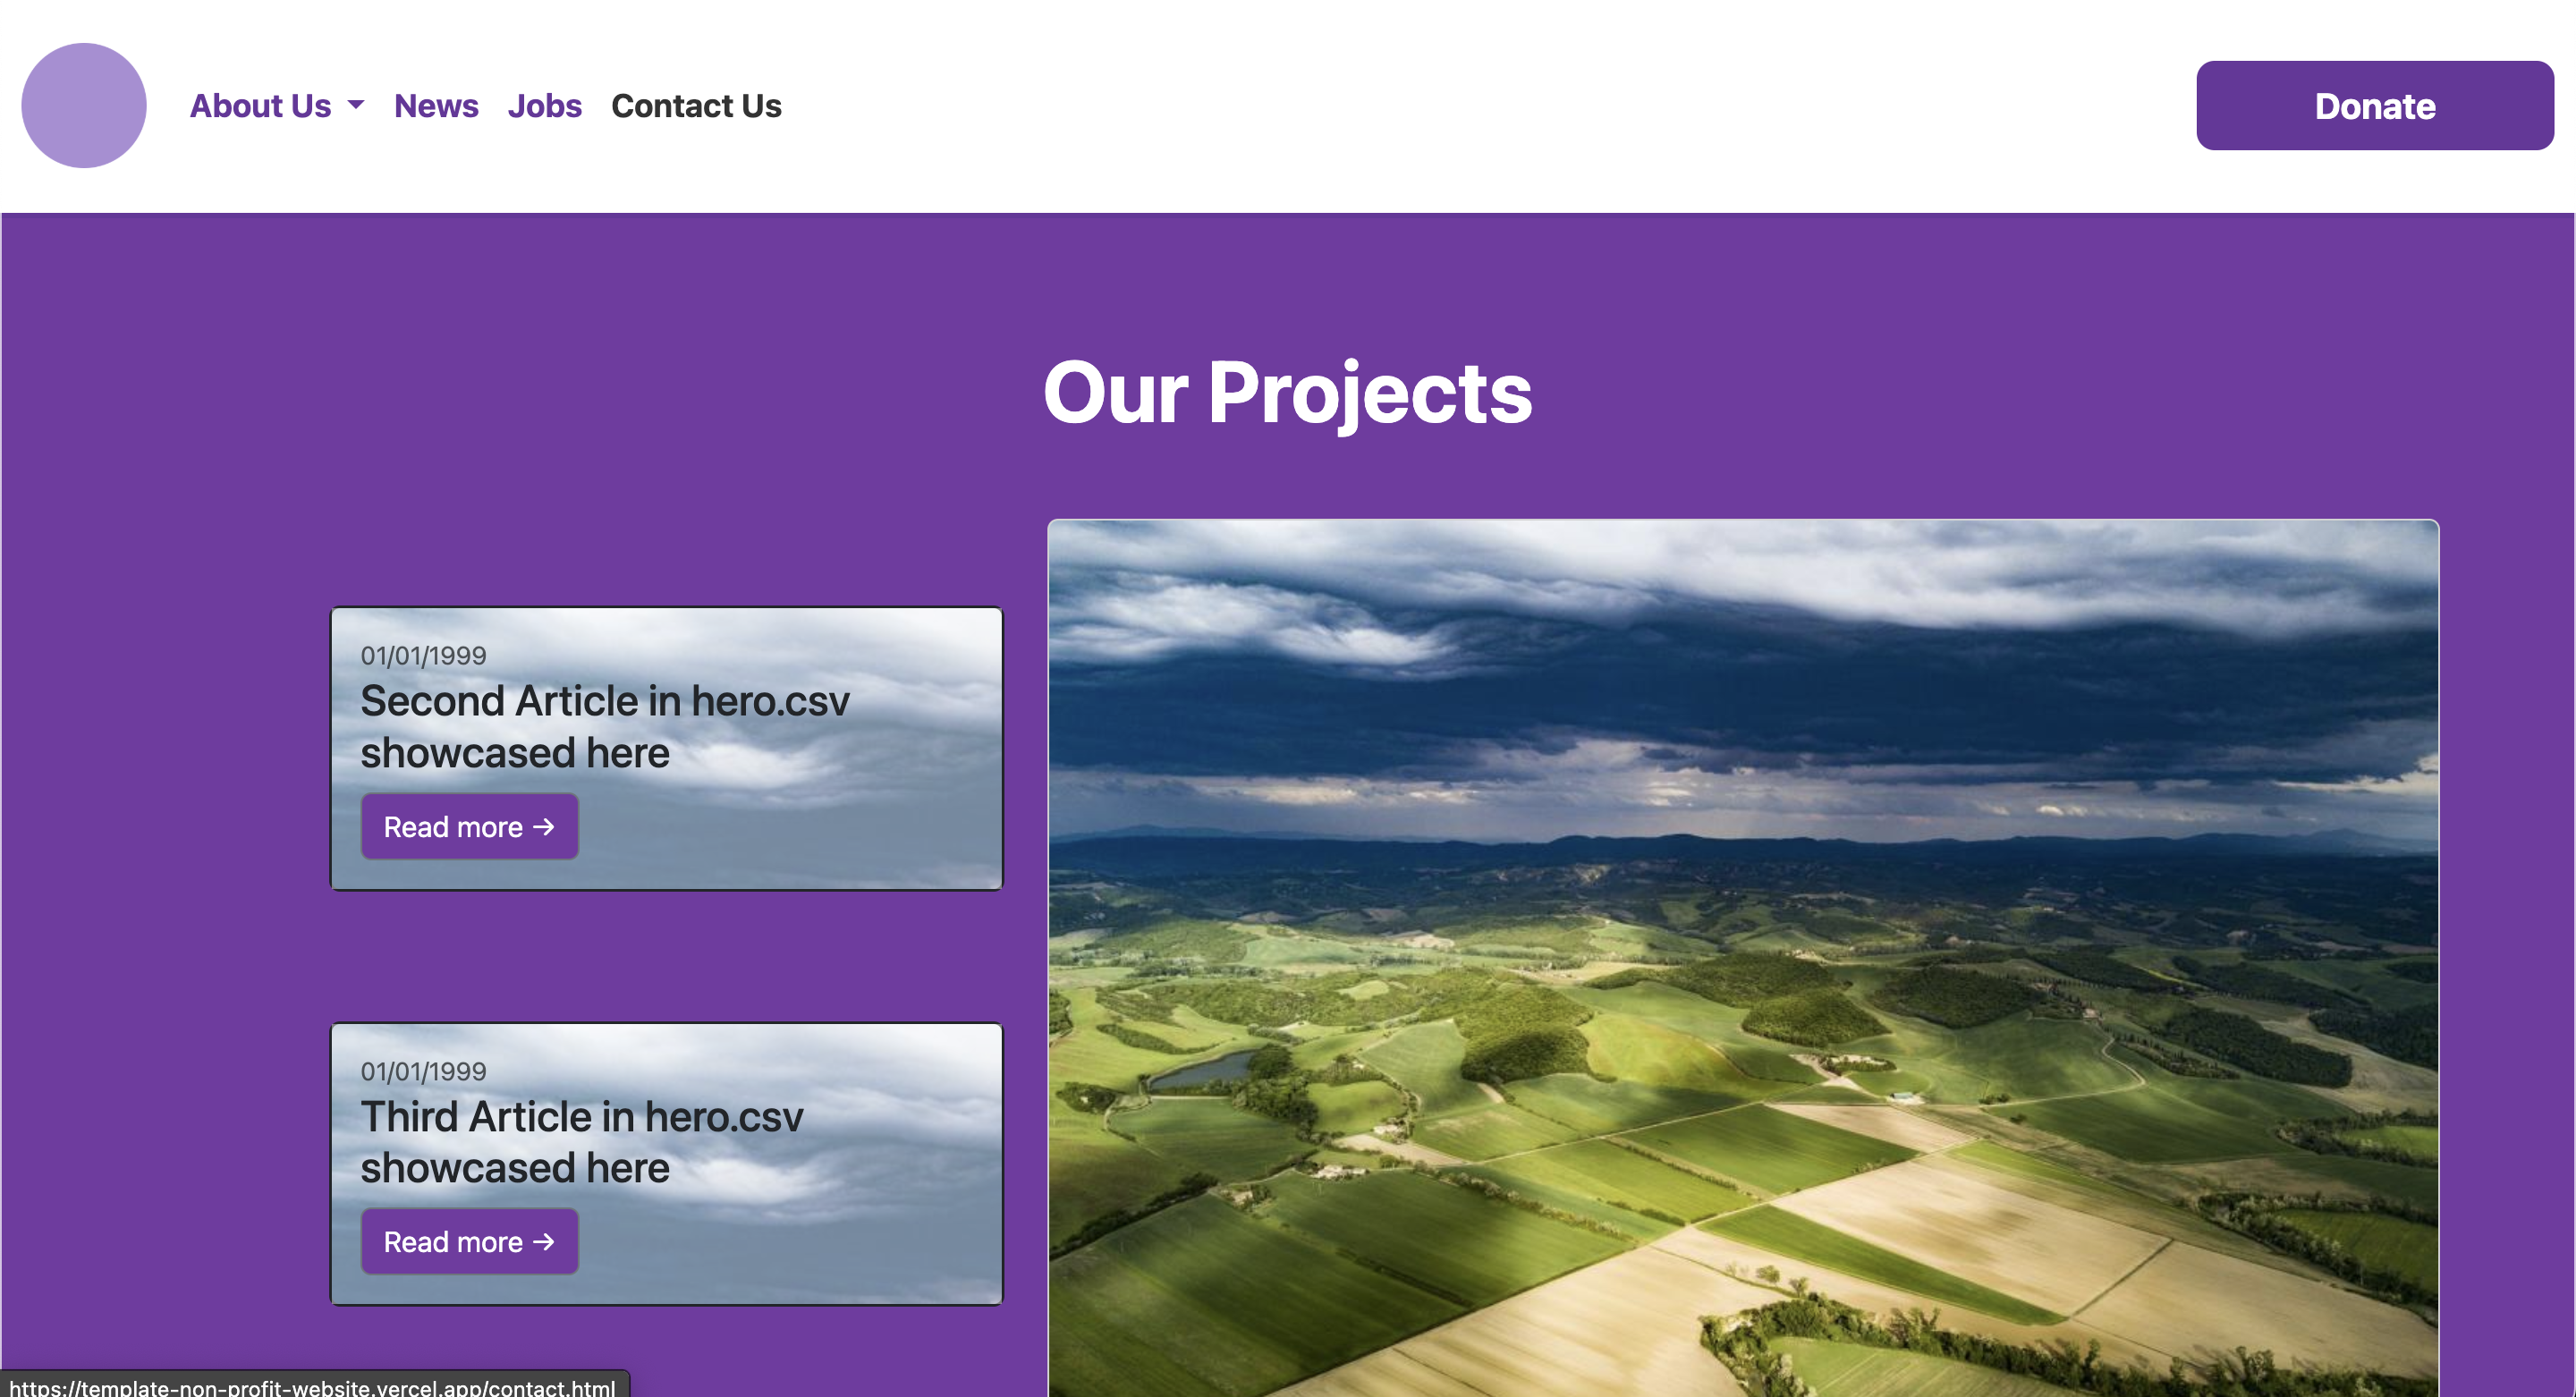 About Us News Jobs Contact Us
Donate
Our Projects
01/01/1999
Second Article in hero.csv
showcased here
Read more →
01/01/1999
Third Article in hero.csv
showcased here
Read more →
https://template-non-profit-website.vercel.app/contact.html